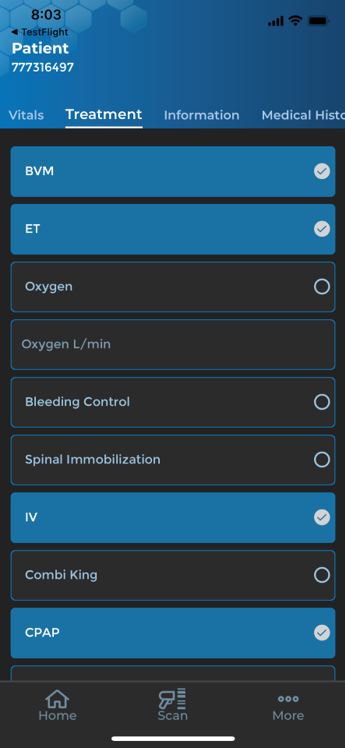 8:03
◀ TestFlight
Patient
777316497
Vitals Treatment Information Medical Histo
BVM
ET
Oxygen
Oxygen L/min
Bleeding Control
Spinal Immobilization
IV
Combi King
CPAP
Home Scan More